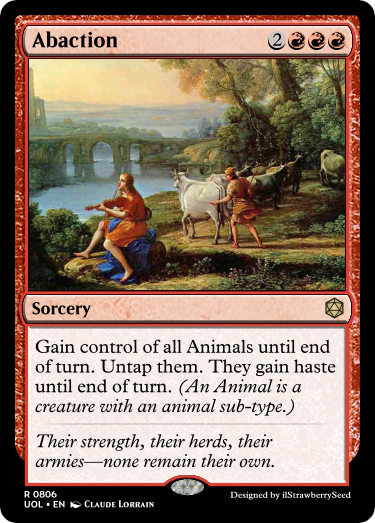 Abaction 2
Sorcery
Gain control of all Animals until end
of turn. Untap them. They gain haste
until end of turn. (An Animal is a
creature with an animal sub-type.)
Their strength, their herds, their
armies—none remain their own.
R 0806
UOL • EN Claude Lorrain
Designed by ilStrawberrySeed